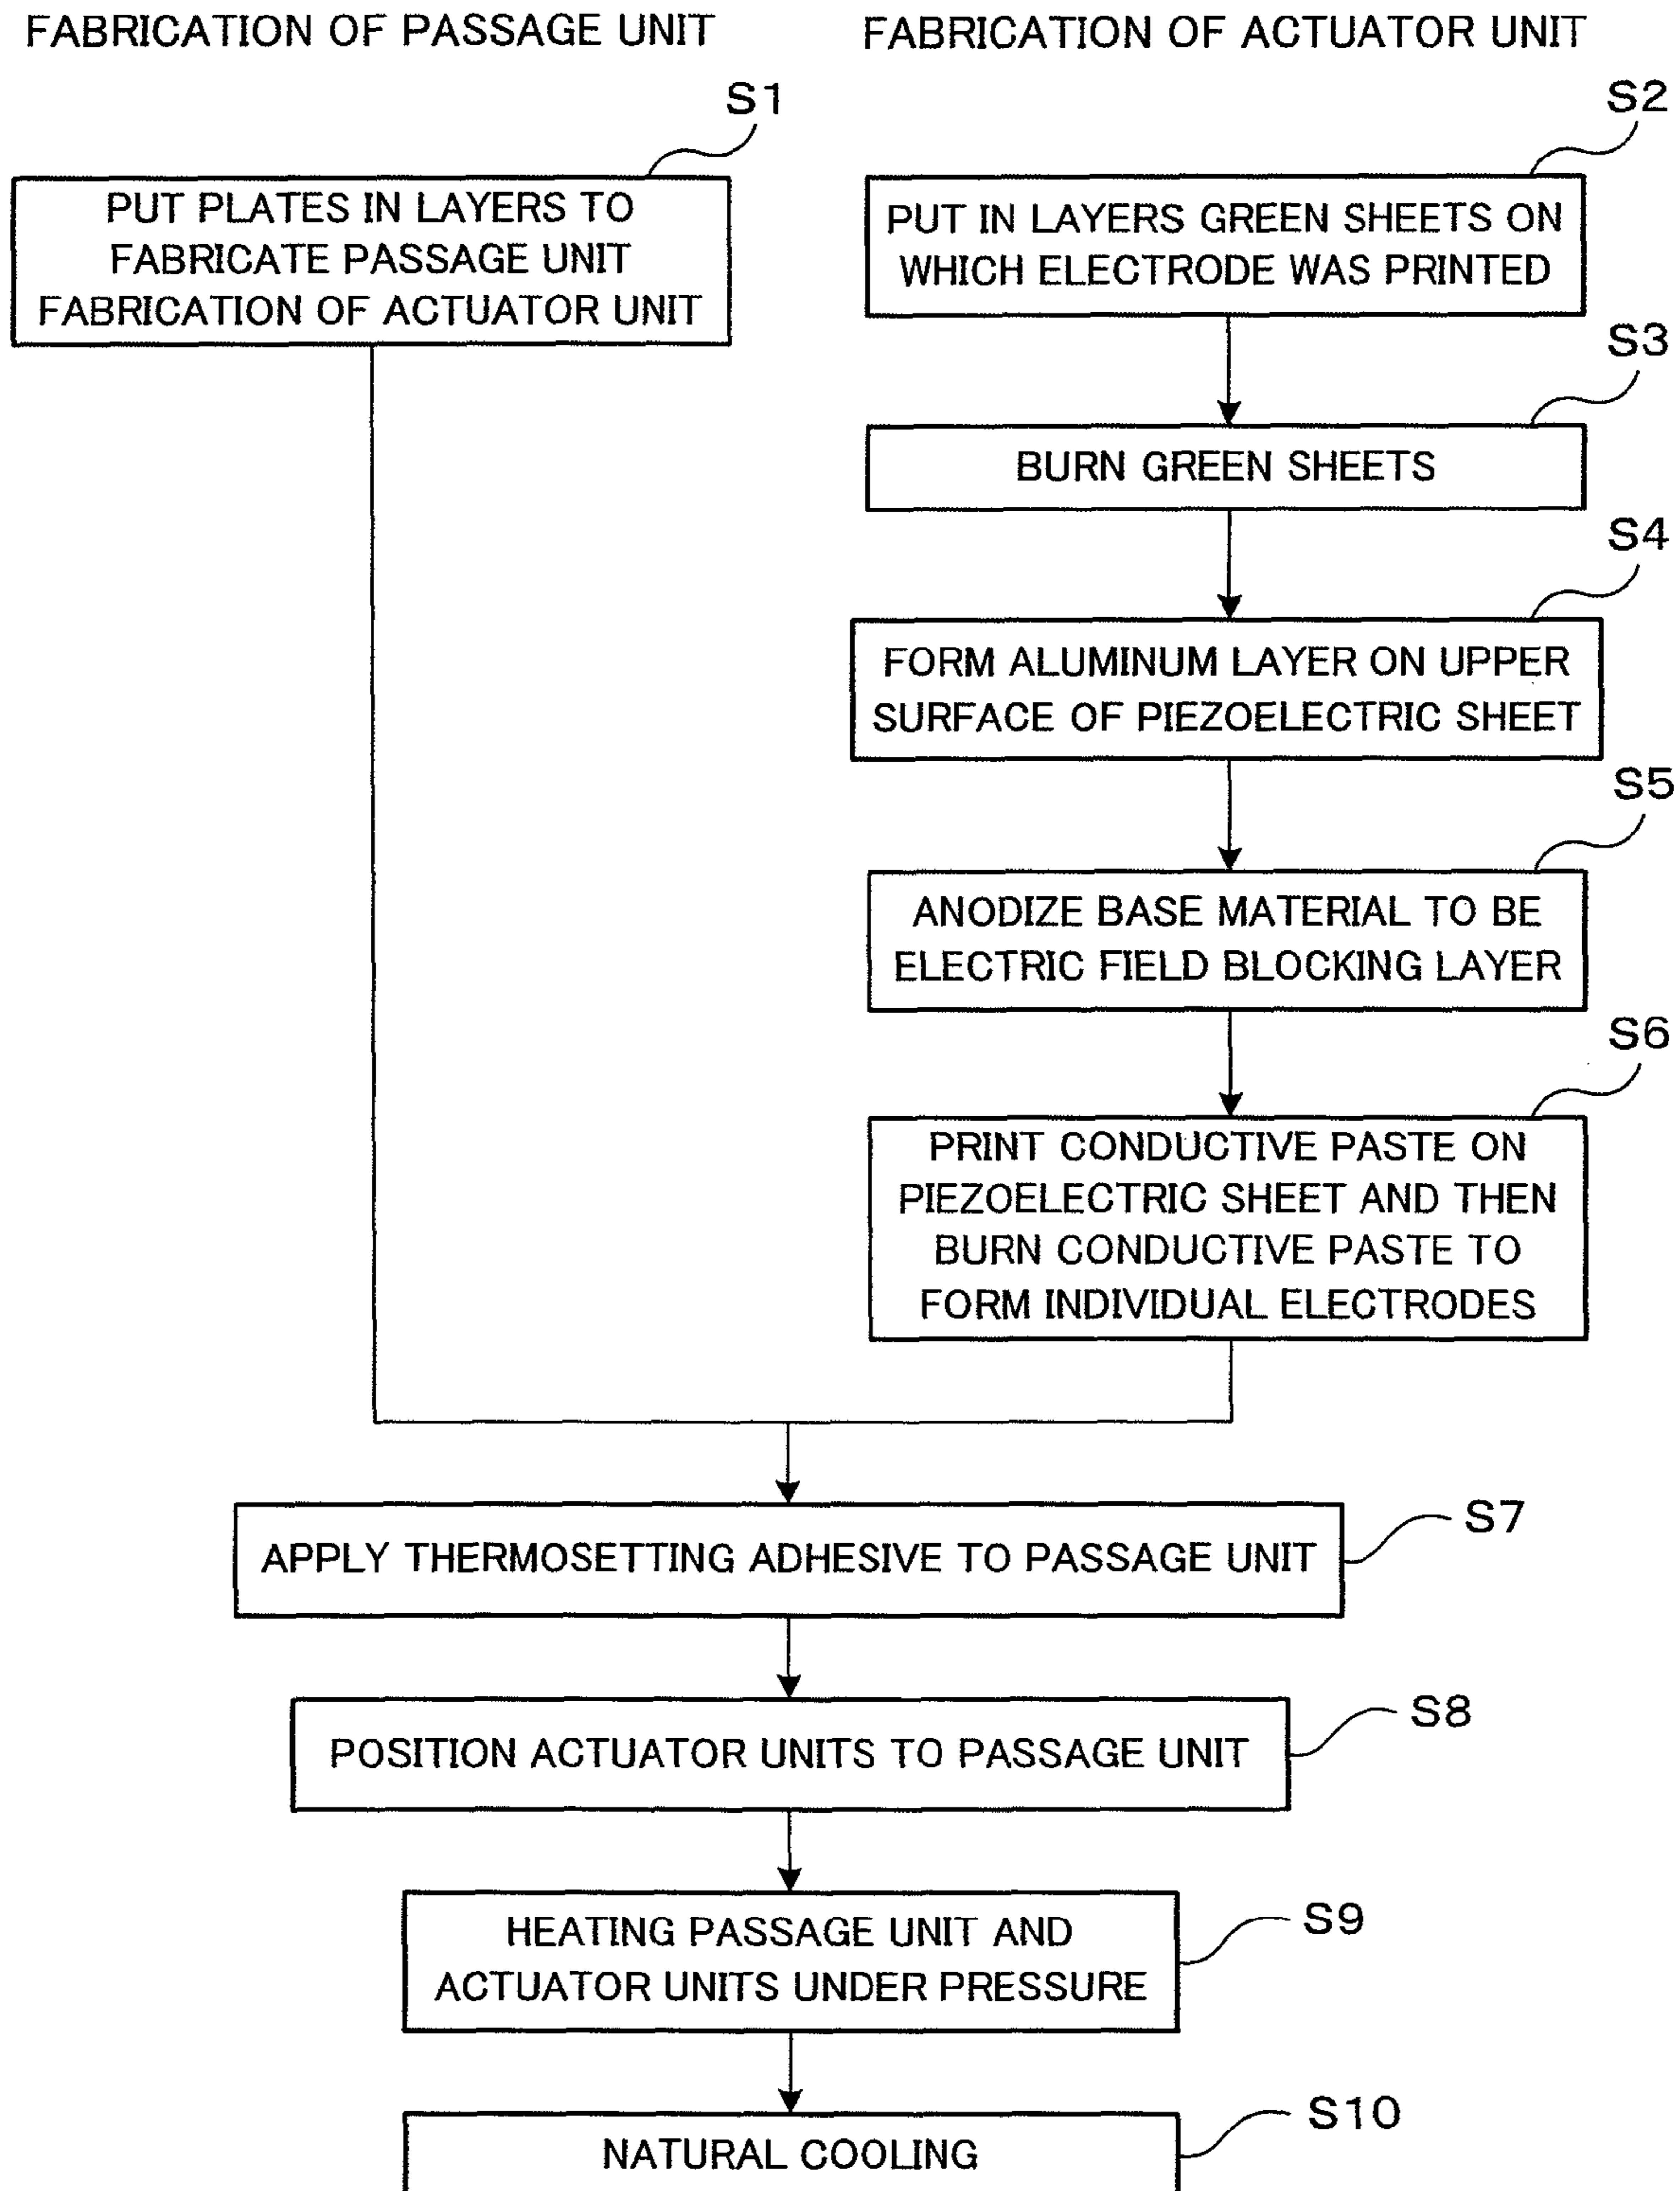 FABRICATION OF PASSAGE UNIT
FABRICATION OF ACTUATOR UNIT
S1
PUT PLATES IN LAYERS TO
FABRICATE PASSAGE UNIT
FABRICATION OF ACTUATOR UNIT
S2
PUT IN LAYERS GREEN SHEETS ON
WHICH ELECTRODE WAS PRINTED
S3
BURN GREEN SHEETS
S4
FORM ALUMINUM LAYER ON UPPER
SURFACE OF PIEZOELECTRIC SHEET
S5
ANODIZE BASE MATERIAL TO BE
ELECTRIC FIELD BLOCKING LAYER
S6
PRINT CONDUCTIVE PASTE ON
PIEZOELECTRIC SHEET AND THEN
BURN CONDUCTIVE PASTE TO
FORM INDIVIDUAL ELECTRODES
S7
APPLY THERMOSETTING ADHESIVE TO PASSAGE UNIT
S8
POSITION ACTUATOR UNITS TO PASSAGE UNIT
S9
HEATING PASSAGE UNIT AND
ACTUATOR UNITS UNDER PRESSURE
S10
NATURAL COOLING